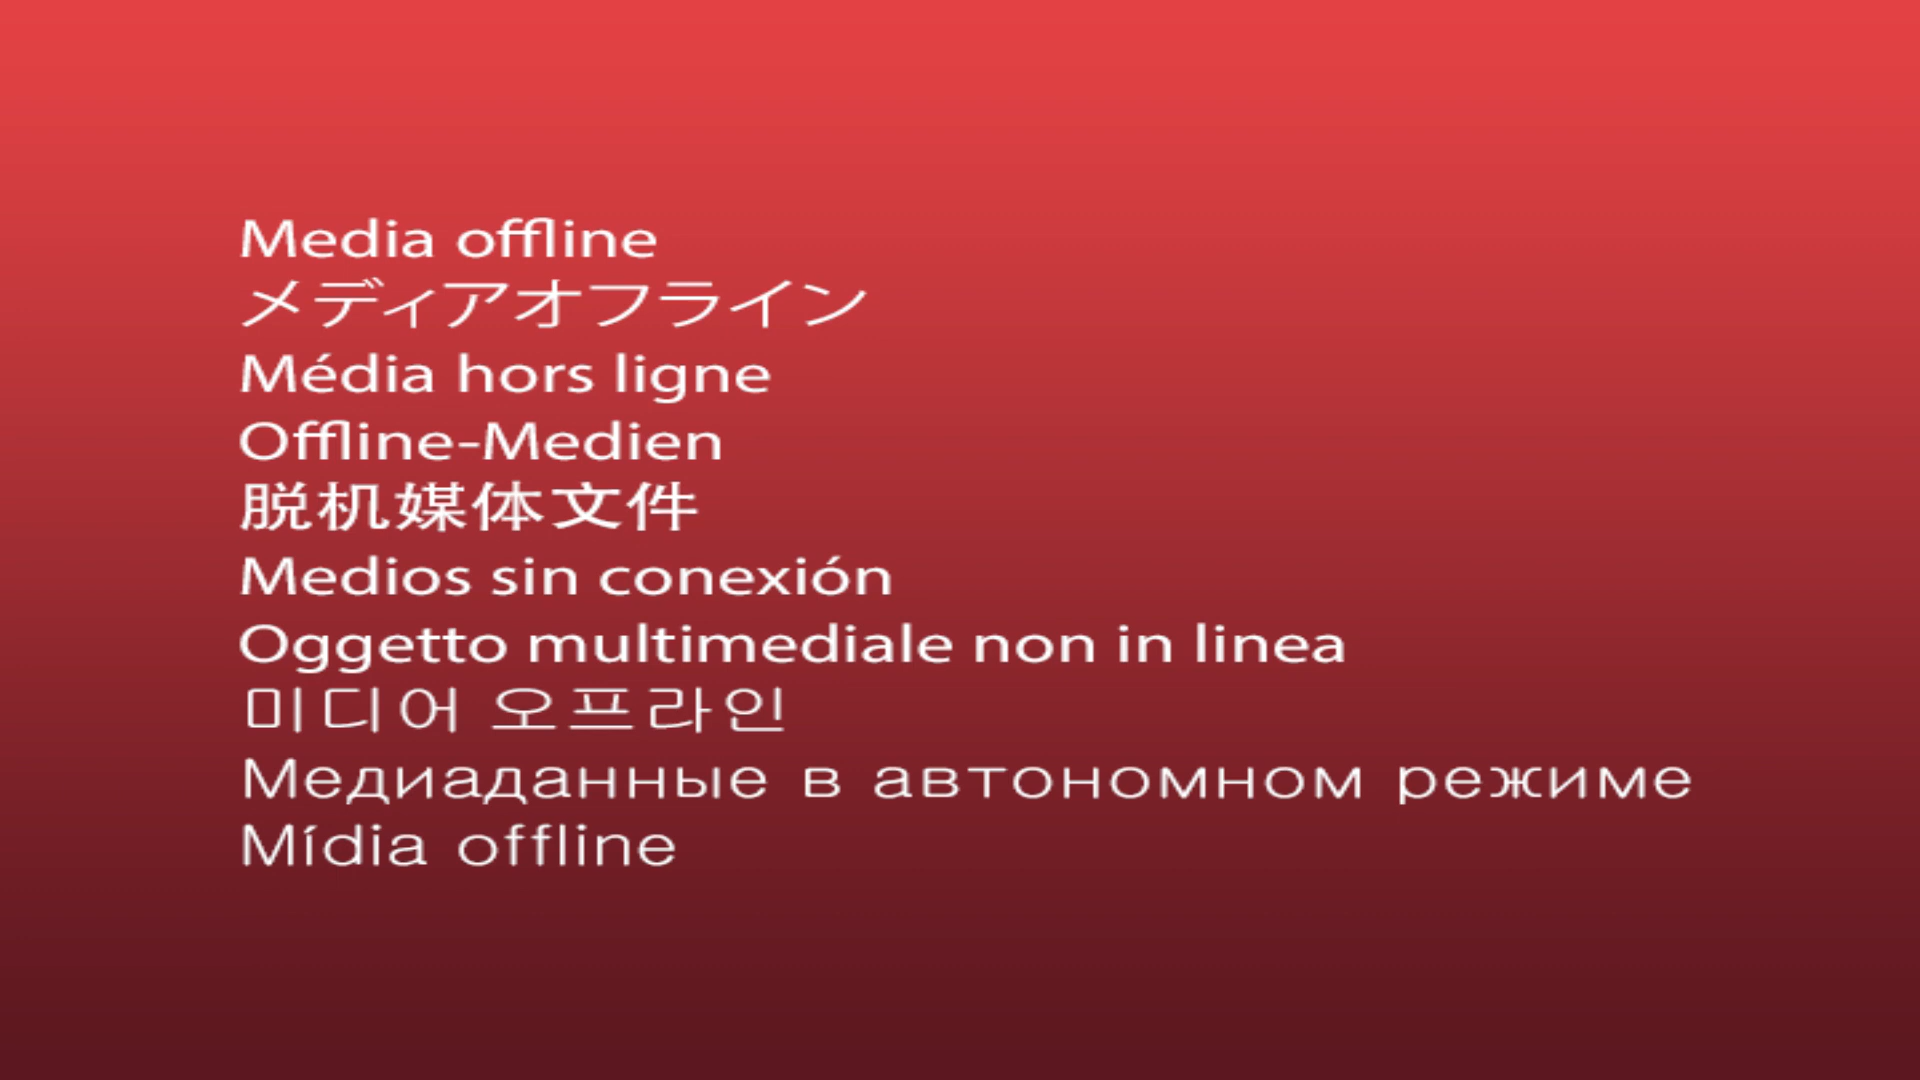 Media offline
メディアオフライン
Média hors ligne
Offline-Medien
脱机媒体文件
Medios sin conexión
Oggetto multimediale non in linea
미디어 오프라인
Медиаданные в автономном режиме
Mídia offline